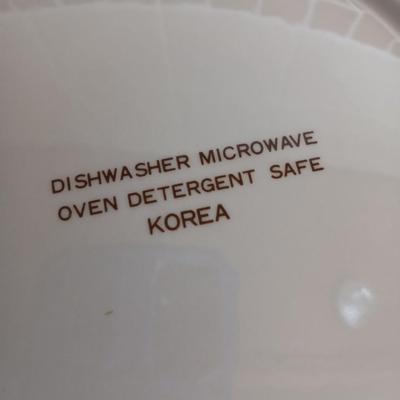 DISHWASHER MICROWAVE
OVEN DETERGENT SAFE
KOREA